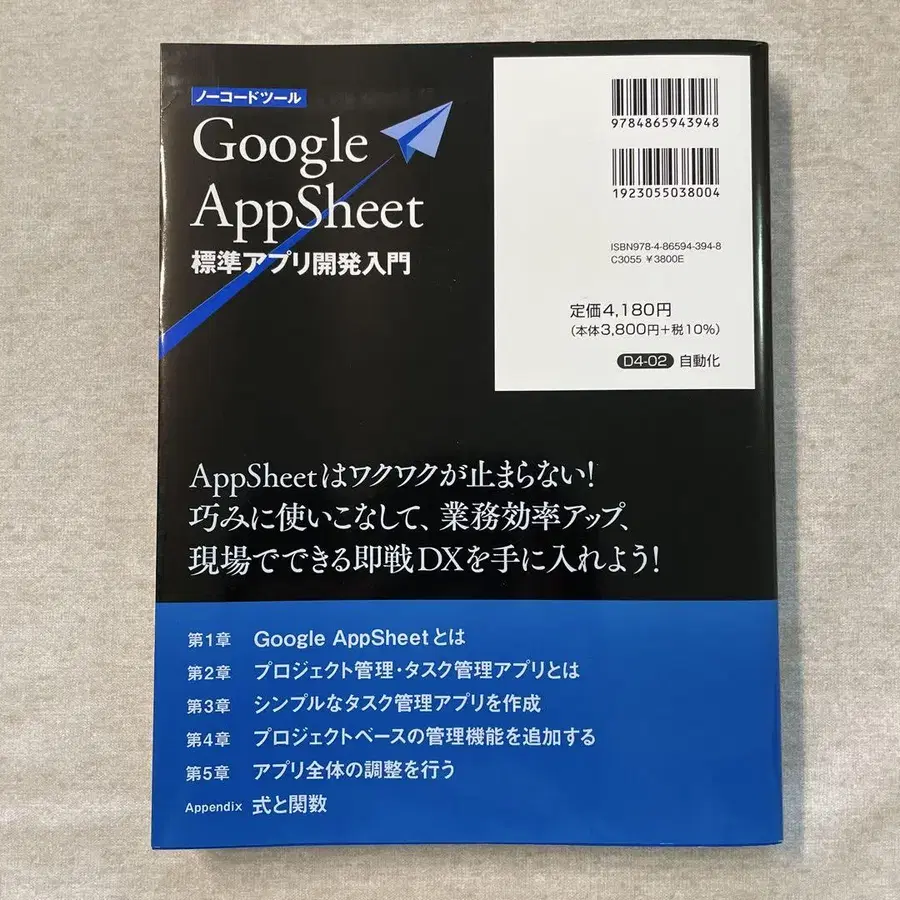 ノーコードツール
Google
AppSheet
標準アプリ開発入門
9784865943948
1923055038004
ISBN978-4-86594-394-8
C3055 ¥3800E
定価4,180円
(本体3,800円+税10%)
D4-02 自動化
AppSheetはワクワクが止まらない!
巧みに使いこなして、業務効率アップ、
現場でできる即戦DXを手に入れよう!
第1章 Google AppSheetとは
第2章 プロジェクト管理・タスク管理アプリとは
第3章 シンプルなタスク管理アプリを作成
第4章 プロジェクトベースの管理機能を追加する
第5章 アプリ全体の調整を行う
Appendix 式と関数